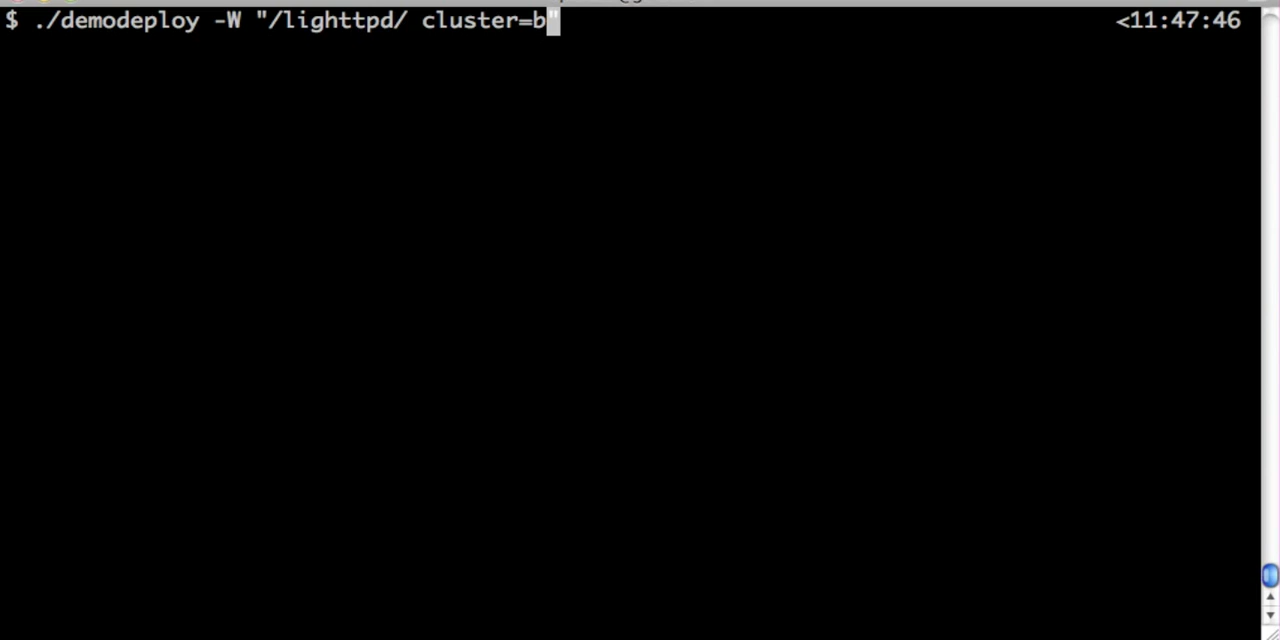 $ ./demodeploy -W "/lighttpd/ cluster=b" <11:47:46